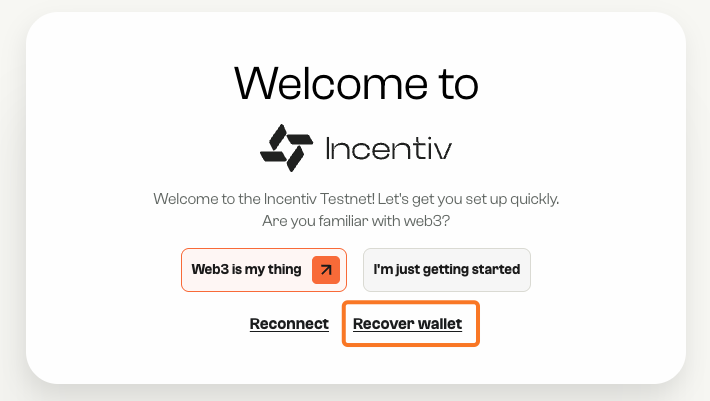 Welcome to
Incentiv
Welcome to the Incentiv Testnet! Let's get you set up quickly.
Are you familiar with web3?
Web3 is my thing
I'm just getting started
Reconnect
Recover wallet